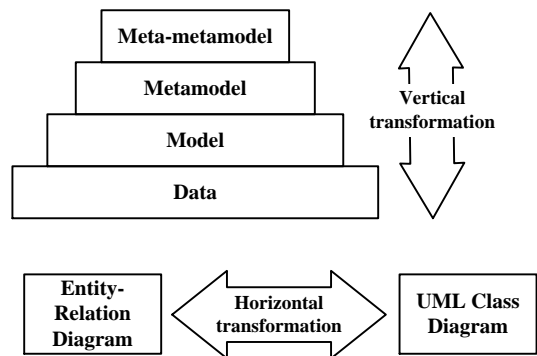 Meta-metamodel
Metamodel
Model
Data
Vertical
transformation
Entity-
Relation
Diagram
Horizontal
transformation
UML Class
Diagram